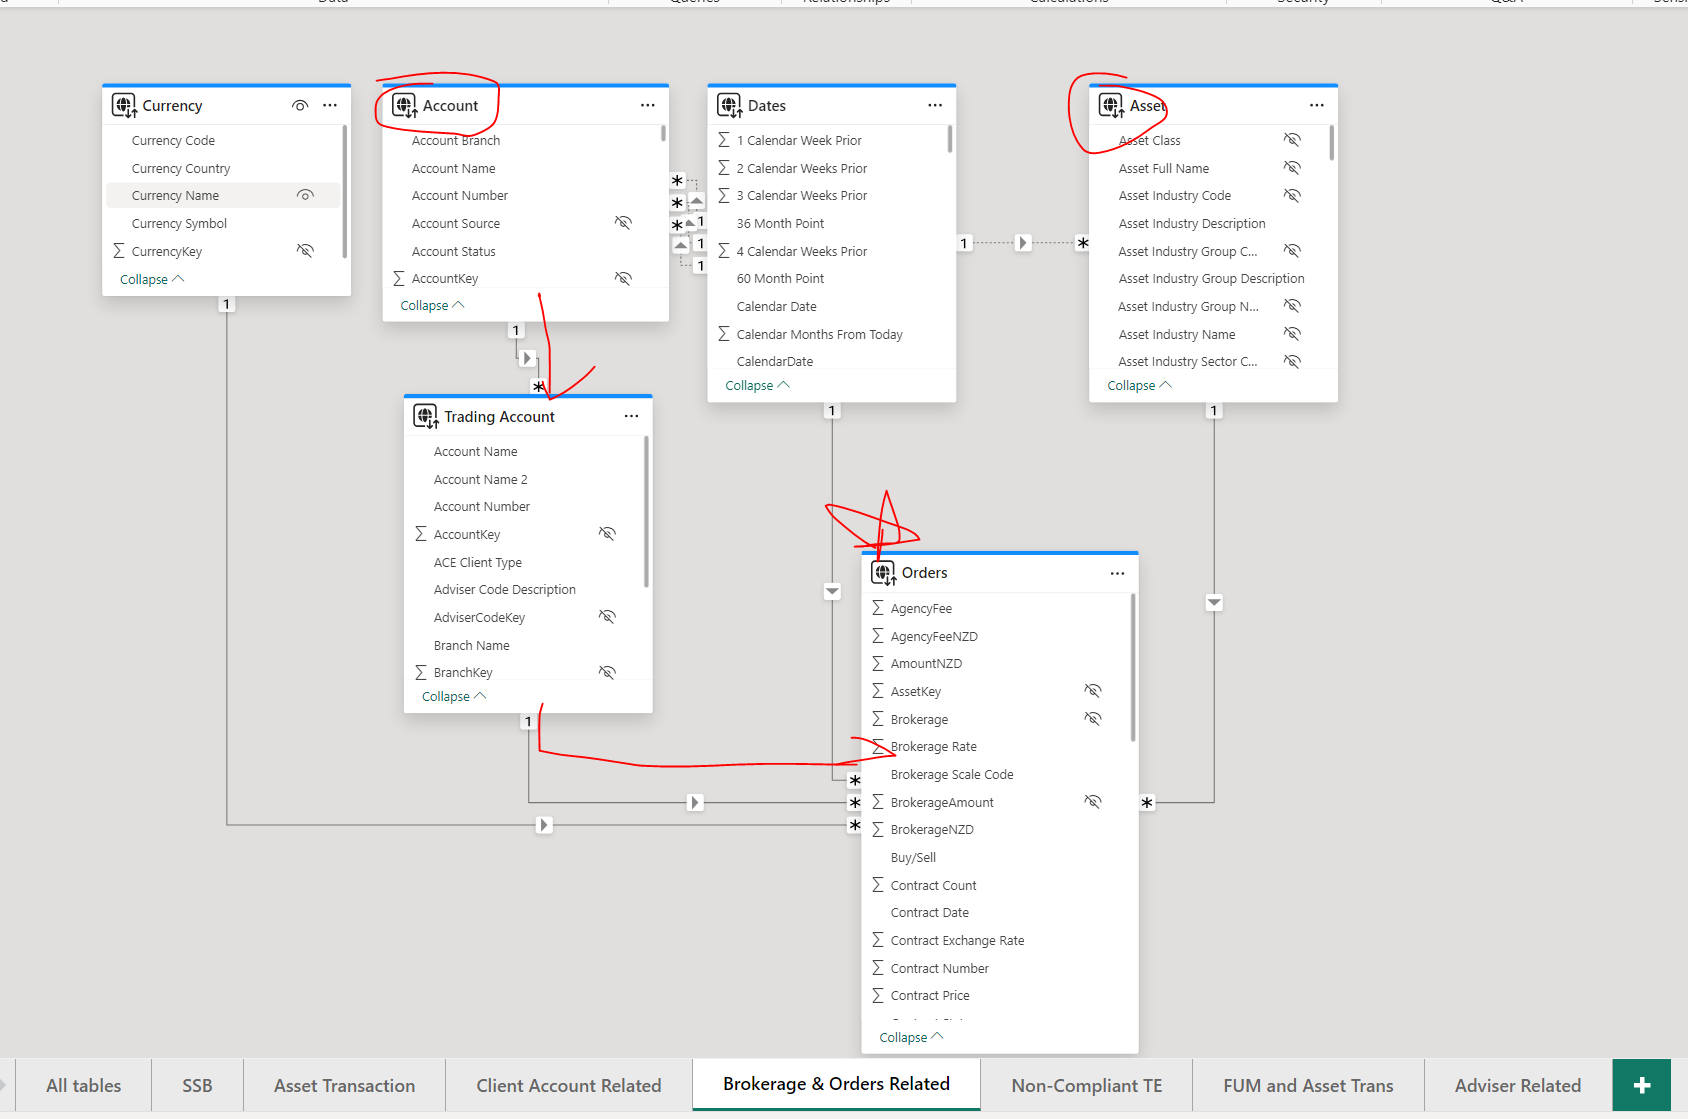 Data
Queries
Relationships
Calculations
Security
Q&A
Currency
Currency Code
Currency Country
Currency Name
Currency Symbol
CurrencyKey
Collapse
1
Account
Account Branch
Account Name
Account Number
Account Source
Account Status
AccountKey
Collapse
1
*
*
*
*
1
1
1
Dates
1 Calendar Week Prior
2 Calendar Weeks Prior
3 Calendar Weeks Prior
36 Month Point
4 Calendar Weeks Prior
60 Month Point
Calendar Date
Calendar Months From Today
CalendarDate
Collapse
1
1
*
Asset
Asset Class
Asset Full Name
Asset Industry Code
Asset Industry Description
Asset Industry Group C...
Asset Industry Group Description
Asset Industry Group N...
Asset Industry Name
Asset Industry Sector C...
Collapse
1
Trading Account
Account Name
Account Name 2
Account Number
AccountKey
ACE Client Type
Adviser Code Description
AdviserCodeKey
Branch Name
BranchKey
Collapse
1
Orders
AgencyFee
AgencyFeeNZD
AmountNZD
AssetKey
Brokerage
Brokerage Rate
Brokerage Scale Code
BrokerageAmount
BrokerageNZD
Buy/Sell
Contract Count
Contract Date
Contract Exchange Rate
Contract Number
Contract Price
Collapse
*
*
*
*
All tables
SSB
Asset Transaction
Client Account Related
Brokerage & Orders Related
Non-Compliant TE
FUM and Asset Trans
Adviser Related
+